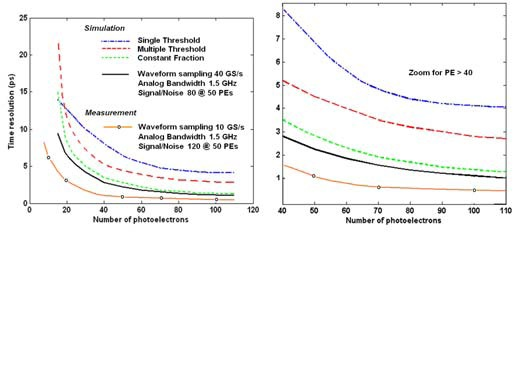 25
20
15
10
5
0
Time resolution (ps)
Simulation
Single Threshold
Multiple Threshold
Constant Fraction
Waveform sampling 40 GS/s
Analog Bandwidth 1.5 GHz
Signal/Noise 80 @ 50 PEs
Measurement
Waveform sampling 10 GS/s
Analog Bandwidth 1.5 GHz
Signal/Noise 120 @ 50 PEs
0 20 40 60 80 100 120
Number of photoelectrons
8
7
6
5
4
3
2
1
Zoom for PE > 40
40 50 60 70 80 90 100 110
Number of photoelectrons